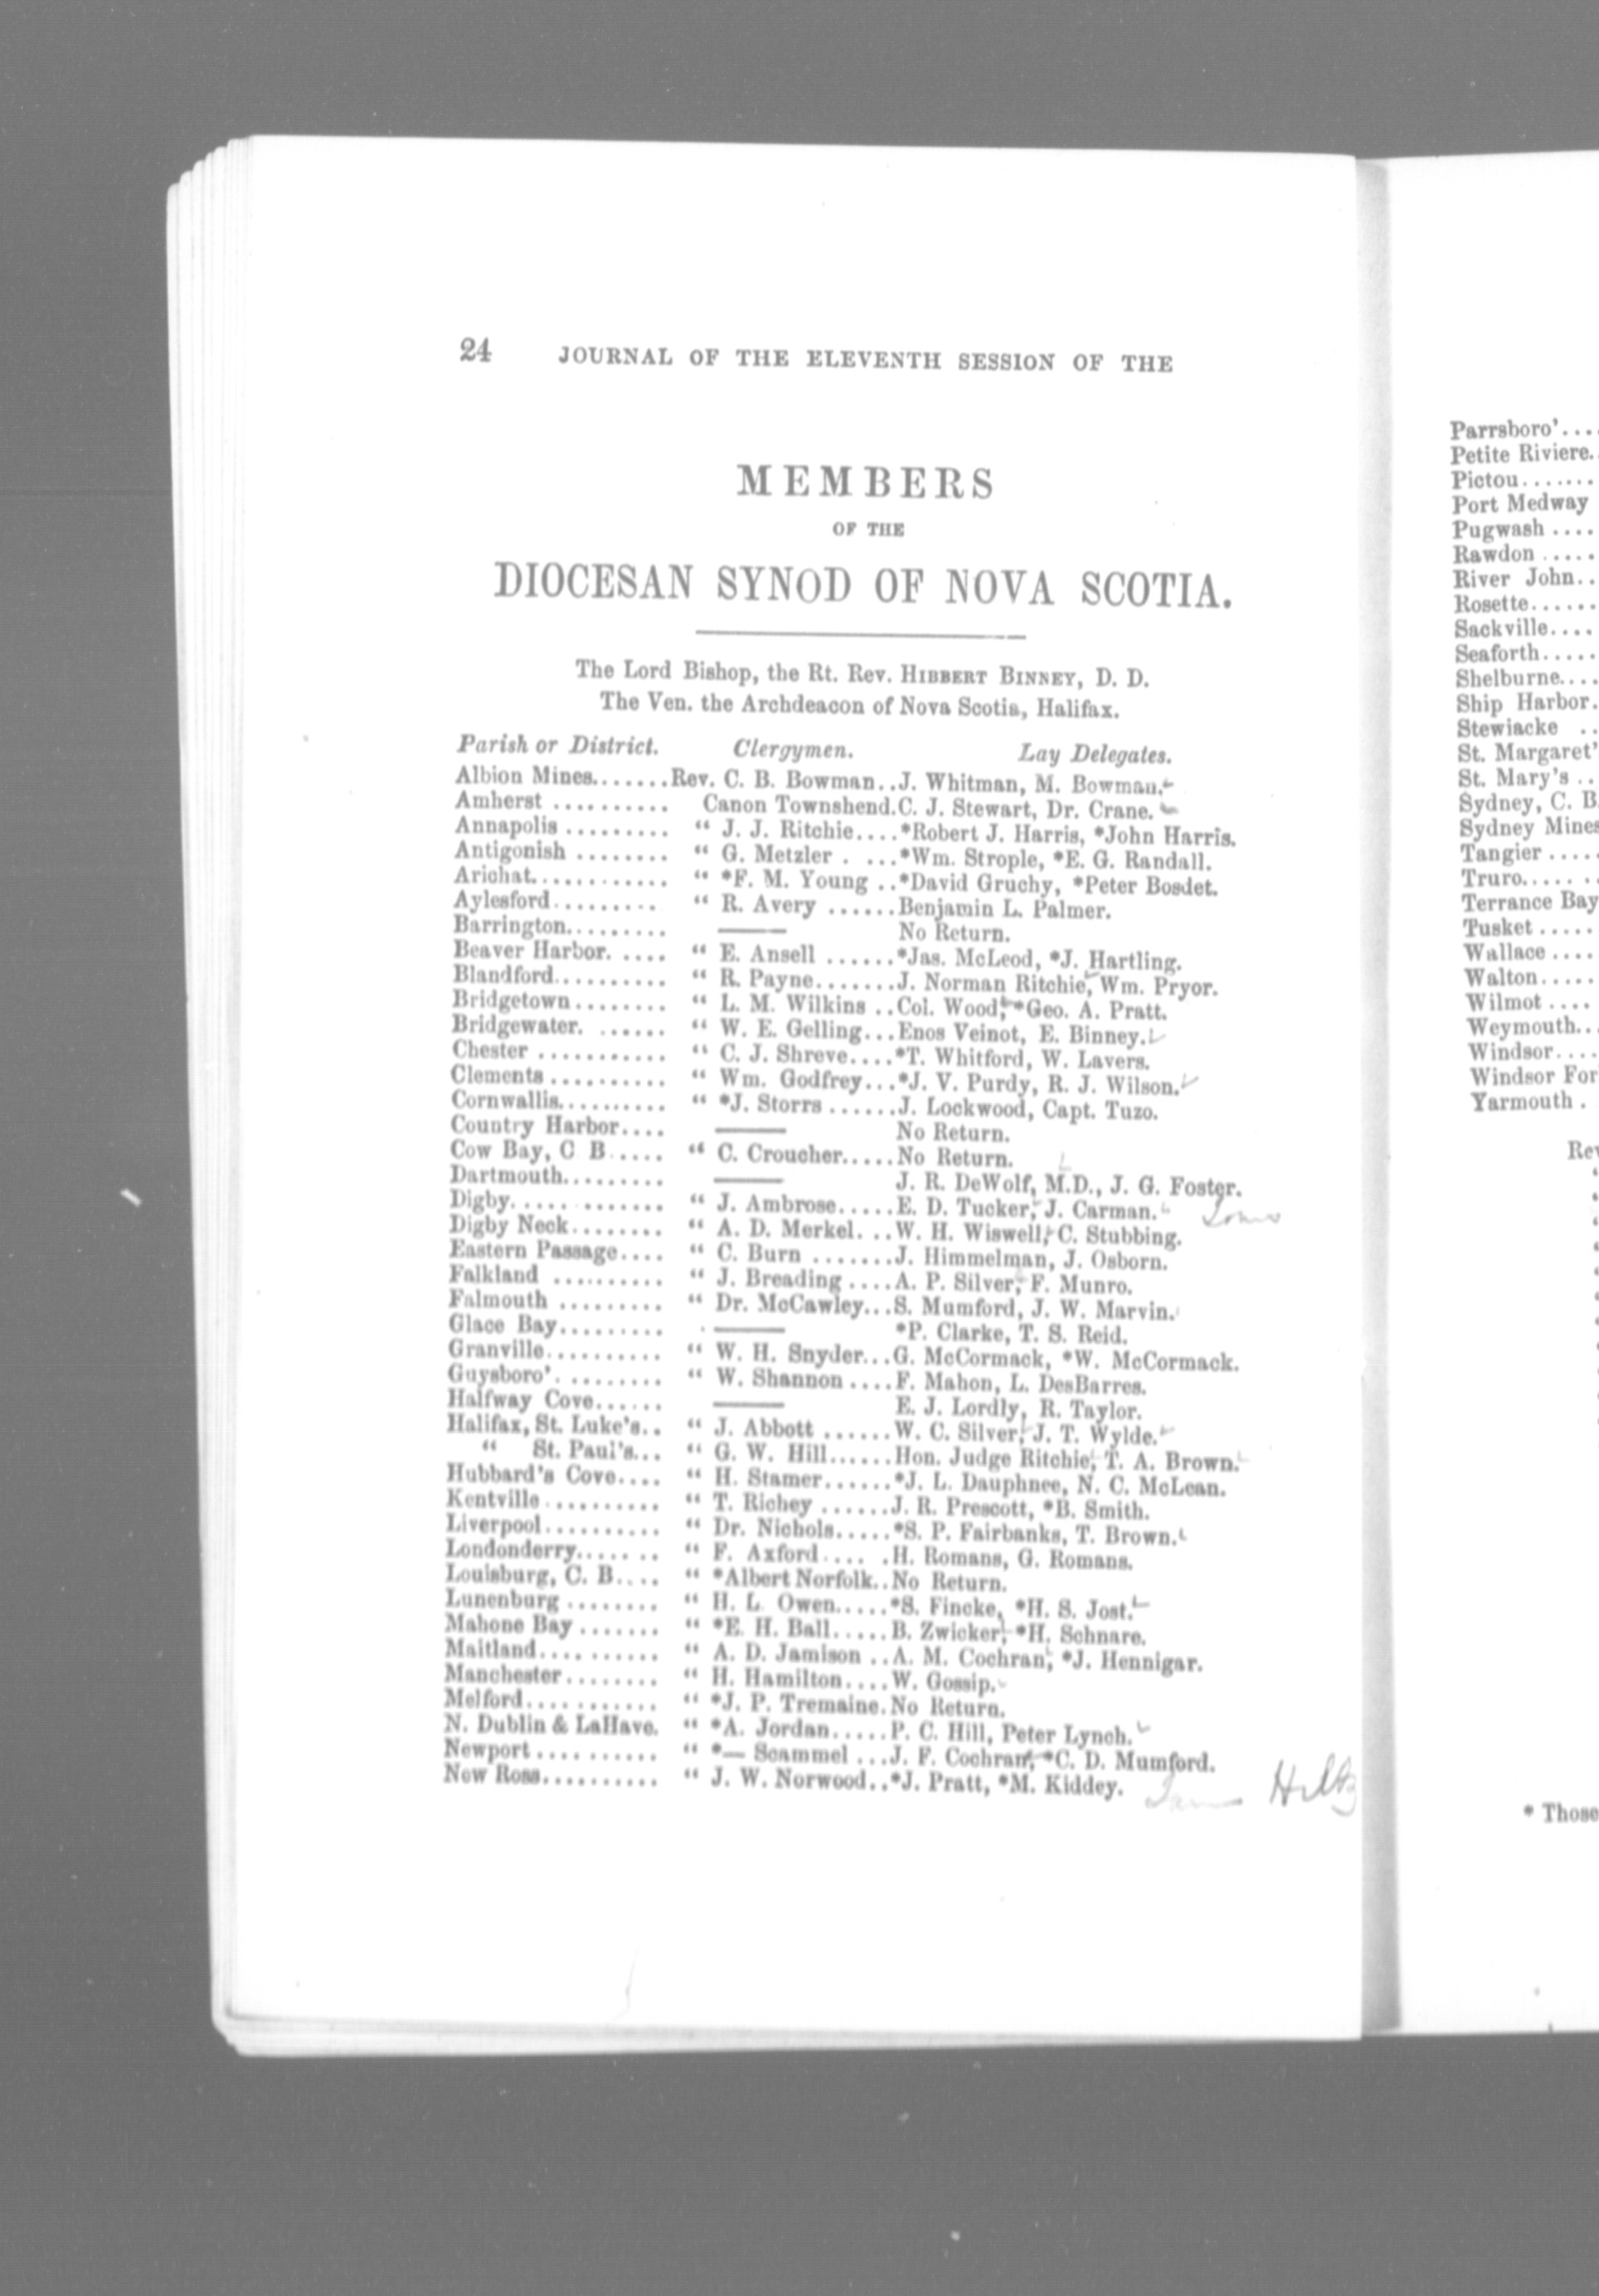 24 JOURNAL OF THE ELEVENTH SESSION OF THE
MEMBERS
OF THE
DIOCESAN SYNOD OF NOVA SCOTIA.
The Lord Bishop, the Rt. Rev. HIBBERT BINNEY, D. D.
The Ven. the Archdeacon of Nova Scotia, Halifax.
Parish or District. Clergymen. Lay Delegates.
Albion Mines.......Rev. C. B. Bowman..J. Whitman, M. Bowman.
Amherst .......... Canon Townshend.C. J. Stewart, Dr. Crane.
Annapolis ......... “ J. J. Ritchie....*Robert J. Harris, *John Harris.
Antigonish ........ “ G. Metzler . ...*Wm. Strople, *E. G. Randall.
Arichat............ “ *F. M. Young ..*David Gruchy, *Peter Bosdet.
Aylesford......... “ R. Avery ......Benjamin L. Palmer.
Barrington......... —— No Return.
Beaver Harbor. .... “ E. Ansell ......*Jas. McLeod, *J. Hartling.
Blandford.......... “ R. Payne.......J. Norman Ritchie, Wm. Pryor.
Bridgetown........ “ L. M. Wilkins ..Col. Wood, *Geo. A. Pratt.
Bridgewater. ...... “ W. E. Gelling...Enos Veinot, E. Binney.
Chester ........... “ C. J. Shreve....*T. Whitford, W. Lavers.
Clements .......... “ Wm. Godfrey...*J. V. Purdy, R. J. Wilson.
Cornwallis.......... “ *J. Storrs ......J. Lockwood, Capt. Tuzo.
Country Harbor.... —— No Return.
Cow Bay, C B ..... “ C. Croucher.....No Return.
Dartmouth......... —— J. R. DeWolf, M.D., J. G. Foster.
Digby..... ....... “ J. Ambrose.....E. D. Tucker, J. Carman.
Digby Neck........ “ A. D. Merkel...W. H. Wiswell, C. Stubbing.
Eastern Passage.... “ C. Burn .......J. Himmelman, J. Osborn.
Falkland .......... “ J. Breading ....A. P. Silver, F. Munro.
Falmouth ......... “ Dr. McCawley...S. Mumford, J. W. Marvin.
Glace Bay......... —— *P. Clarke, T. S. Reid.
Granville.......... “ W. H. Snyder...G. McCormack, *W. McCormack.
Guysboro'. ........ “ W. Shannon ....F. Mahon, L. DesBarres.
Halfway Cove...... —— E. J. Lordly, R. Taylor.
Halifax, St. Luke's.. “ J. Abbott ......W. C. Silver, J. T. Wylde.
“ St. Paul's... “ G. W. Hill......Hon. Judge Ritchie, T. A. Brown.
Hubbard's Cove.... “ H. Stamer......*J. L. Dauphnee, N. C. McLean.
Kentville .......... “ T. Richey ......J. R. Prescott, *B. Smith.
Liverpool.......... “ Dr. Nichols.....*S. P. Fairbanks, T. Brown.
Londonderry....... .. “ F. Axford.... .H. Romans, G. Romans.
Louisburg, C. B.... “ *Albert Norfolk..No Return.
Lunenburg ........ “ H. L. Owen.....*S. Fincke, *H. S. Jost.
Mahone Bay ....... “ *E. H. Ball.....B. Zwicker, *H. Schnare.
Maitland........... “ A. D. Jamison ..A. M. Cochran, *J. Hennigar.
Manchester........ “ H. Hamilton....W. Gossip.
Melford........... “ *J. P. Tremaine.No Return.
N. Dublin & LaHave. “ *A. Jordan.....P. C. Hill, Peter Lynch.
Newport .......... “ *— Scammel ...J. F. Cochran, *C. D. Mumford.
New Ross.......... “ J. W. Norwood..*J. Pratt, *M. Kiddey.
Parrsboro'....
Petite Riviere.
Pictou.......
Port Medway
Pugwash ....
Rawdon .....
River John..
Rosette......
Sackville....
Seaforth.....
Shelburne....
Ship Harbor.
Stewiacke ..
St. Margaret'
St. Mary's ..
Sydney, C. B
Sydney Mines
Tangier .....
Truro..... ..
Terrance Bay
Tusket .....
Wallace ....
Walton.....
Wilmot ....
Weymouth...
Windsor....
Windsor For
Yarmouth .
Rev
* Those